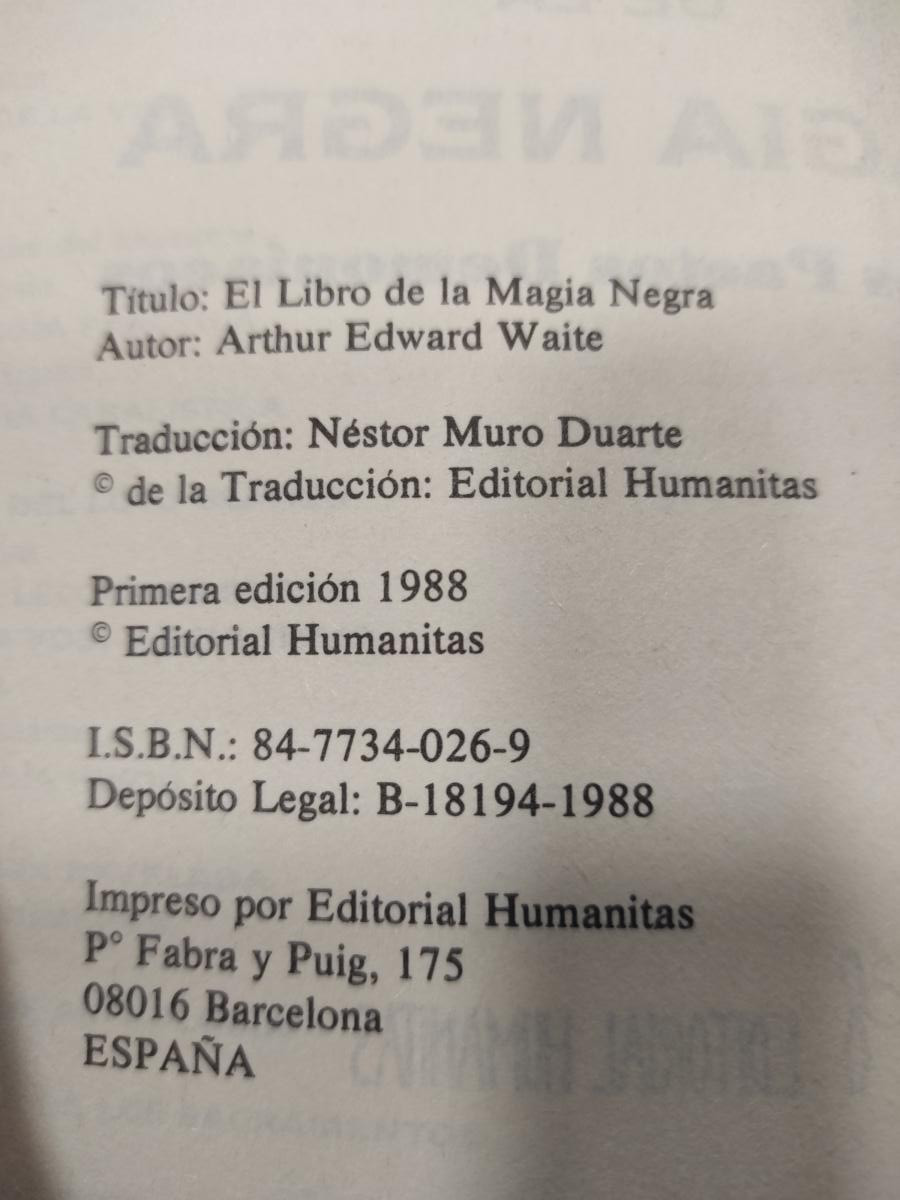 Título: El Libro de la Magia Negra
Autor: Arthur Edward Waite
Traducción: Néstor Muro Duarte
© de la Traducción: Editorial Humanitas
Primera edición 1988
© Editorial Humanitas
I.S.B.N.: 84-7734-026-9
Depósito Legal: B-18194-1988
Impreso por Editorial Humanitas
P° Fabra y Puig, 175
08016 Barcelona
ESPAÑA